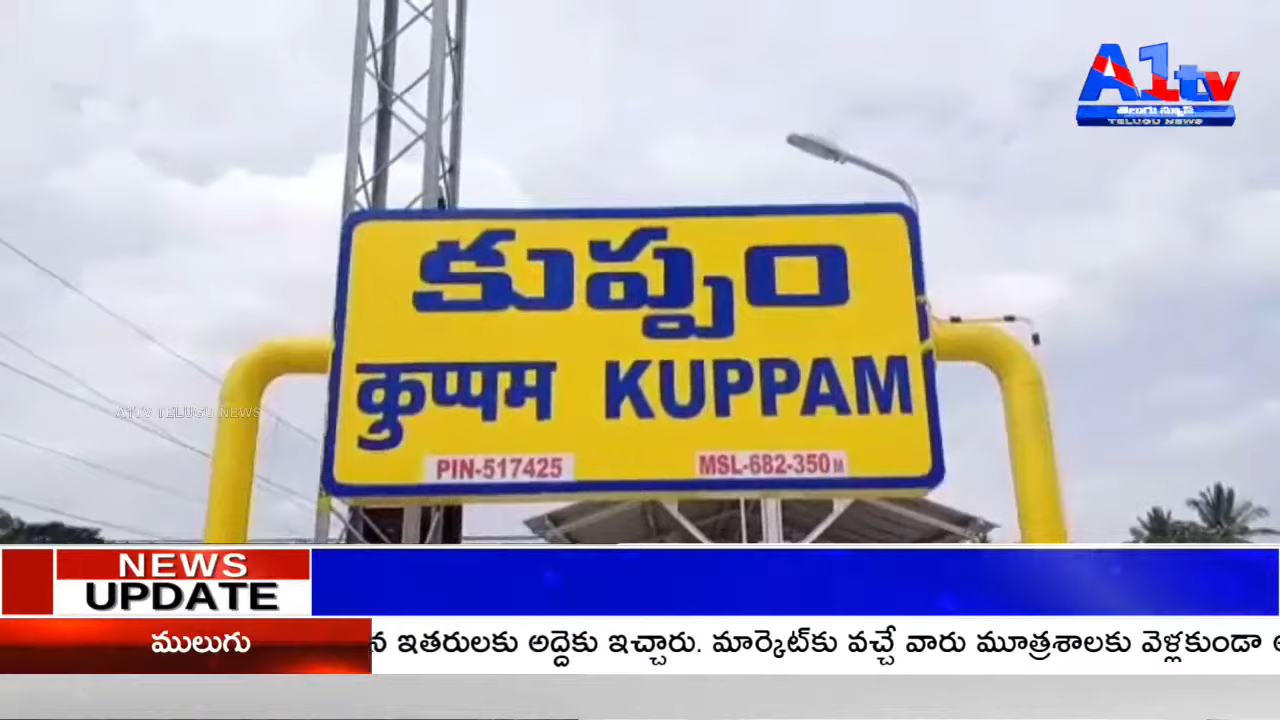 A1tv
తెలుగు న్యూస్
TELUGU NEWS
కుప్పం
कुप्पम KUPPAM
A1TV TELUGU NEWS
PIN-517425 MSL-682-350M
NEWS
UPDATE
ములుగు
ఇతరులకు అద్దెకు ఇచ్చారు. మార్కెట్‌కు వచ్చే వారు మూత్రశాలకు వెళ్లకుండా